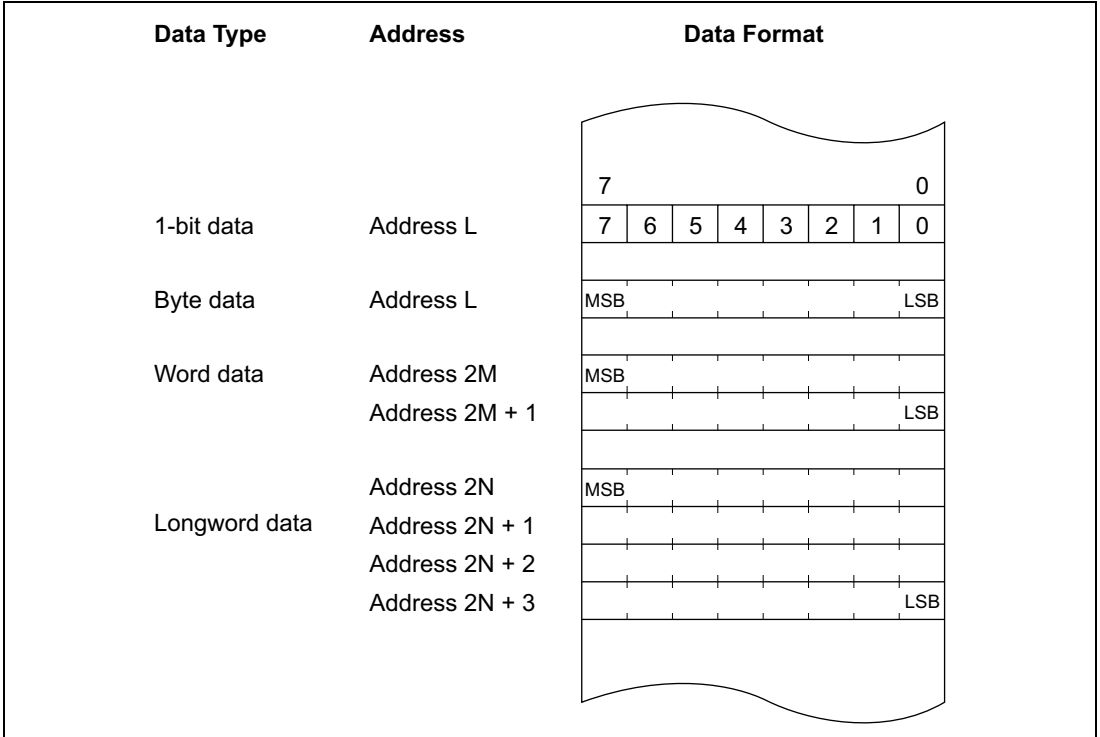 Data Type Address Data Format
7 0
1-bit data Address L 7 6 5 4 3 2 1 0
Byte data Address L MSB LSB
Word data Address 2M MSB
Address 2M + 1 LSB
Address 2N MSB
Longword data Address 2N + 1
Address 2N + 2
Address 2N + 3 LSB